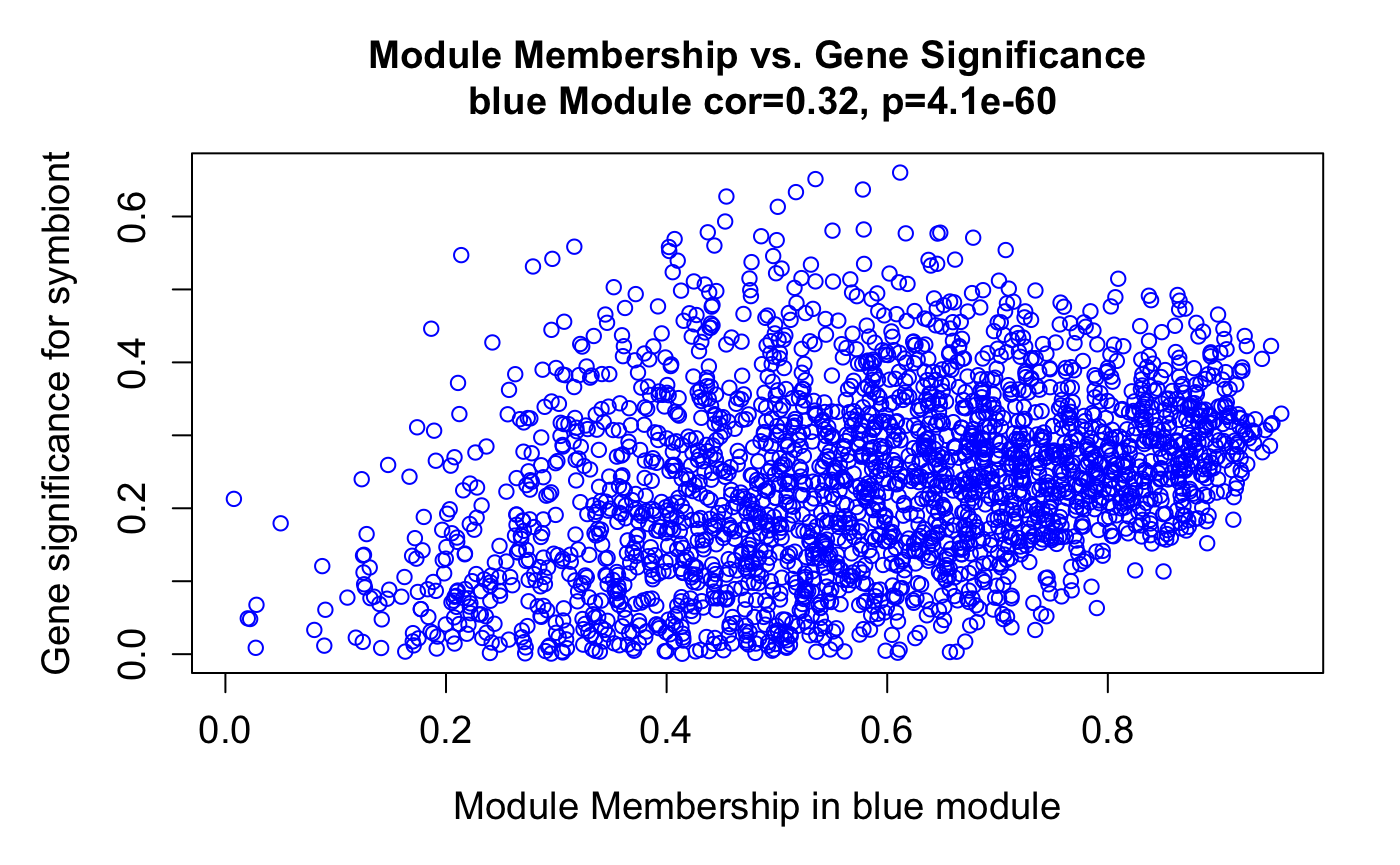 Module Membership vs. Gene Significance
blue Module cor=0.32, p=4.1e-60
Gene significance for symbiont
0.6
0.4
0.2
0.0
0.0 0.2 0.4 0.6 0.8
Module Membership in blue module